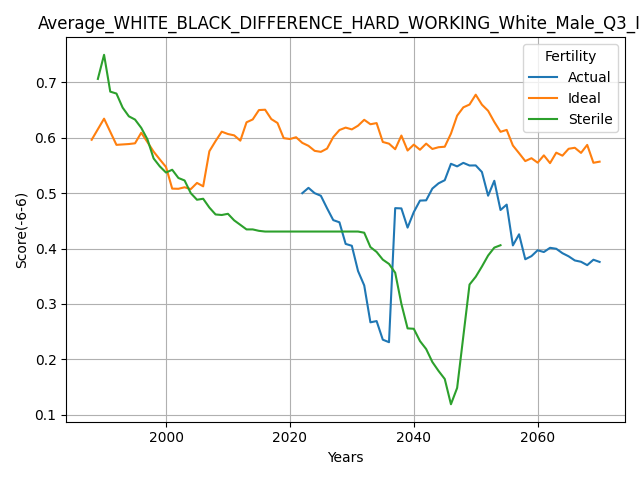 Average_WHITE_BLACK_DIFFERENCE_HARD_WORKING_White_Male_Q3_I
Fertility
Actual
Ideal
Sterile
Score(-6-6)
0.7
0.6
0.5
0.4
0.3
0.2
0.1
2000 2020 2040 2060
Years